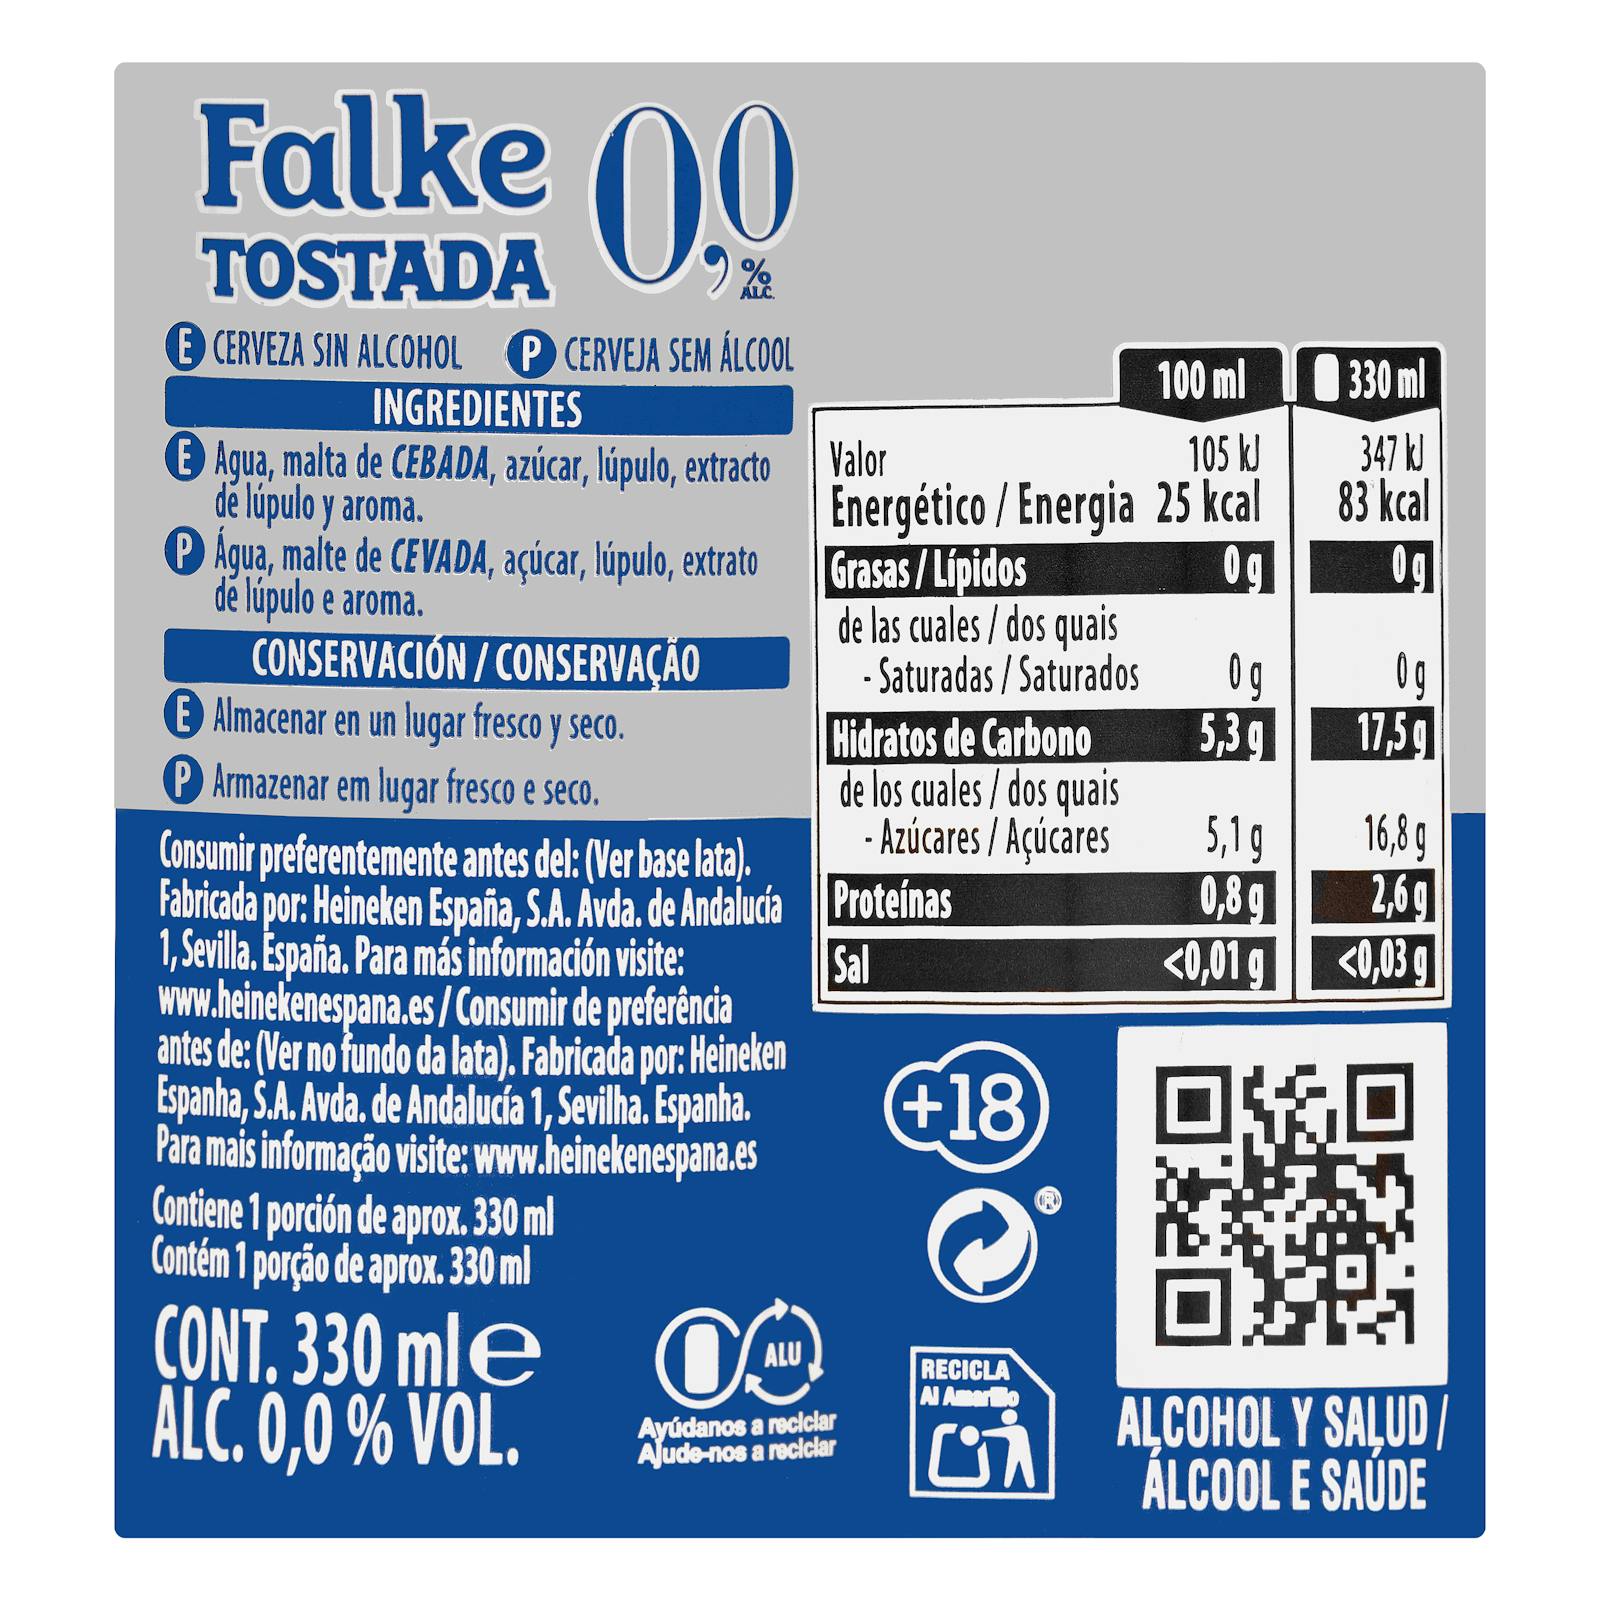 Falke 0,0
TOSTADA % ALC.
E CERVEZA SIN ALCOHOL P CERVEJA SEM ÁLCOOL
INGREDIENTES
E Agua, malta de CEBADA, azúcar, lúpulo, extracto
de lúpulo y aroma.
P Água, malte de CEVADA, açúcar, lúpulo, extrato
de lúpulo e aroma.
CONSERVACIÓN / CONSERVAÇÃO
E Almacenar en un lugar fresco y seco.
P Armazenar em lugar fresco e seco.
Consumir preferentemente antes del: (Ver base lata).
Fabricada por: Heineken España, S.A. Avda. de Andalucía
1, Sevilla. España. Para más información visite:
www.heinekenespana.es / Consumir de preferência
antes de: (Ver no fundo da lata). Fabricada por: Heineken
Espanha, S.A. Avda. de Andalucía 1, Sevilha. Espanha.
Para mais informação visite: www.heinekenespana.es
Contiene 1 porción de aprox. 330 ml
Contém 1 porção de aprox. 330 ml
CONT. 330 ml e
ALC. 0,0 % VOL.
ALU
Ayúdanos a reciclar
Ajude-nos a reciclar
100 ml 330 ml
Valor 105 kJ 347 kJ
Energético / Energia 25 kcal 83 kcal
Grasas / Lípidos 0 g 0 g
de las cuales / dos quais
- Saturadas / Saturados 0 g 0 g
Hidratos de Carbono 5,3 g 17,5 g
de los cuales / dos quais
- Azúcares / Açúcares 5,1 g 16,8 g
Proteínas 0,8 g 2,6 g
Sal <0,01 g <0,03 g
+18
®
RECICLA
Al Amarillo
ALCOHOL Y SALUD /
ÁLCOOL E SAÚDE